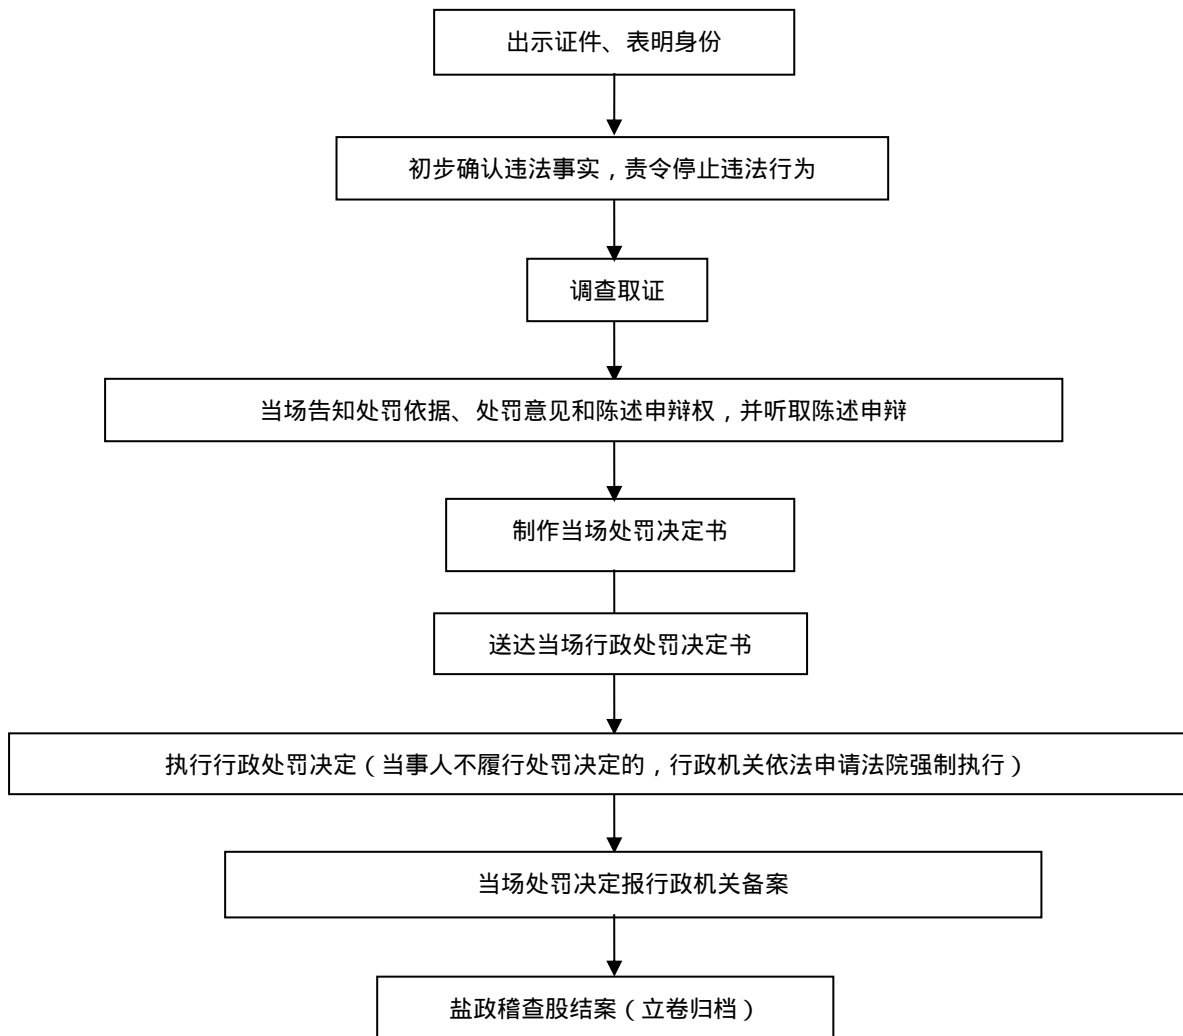 出示证件、表明身份
初步确认违法事实，责令停止违法行为
调查取证
当场告知处罚依据、处罚意见和陈述申辩权，并听取陈述申辩
制作当场处罚决定书
送达当场行政处罚决定书
执行行政处罚决定（当事人不履行处罚决定的，行政机关依法申请法院强制执行）
当场处罚决定报行政机关备案
盐政稽查股结案（立卷归档）